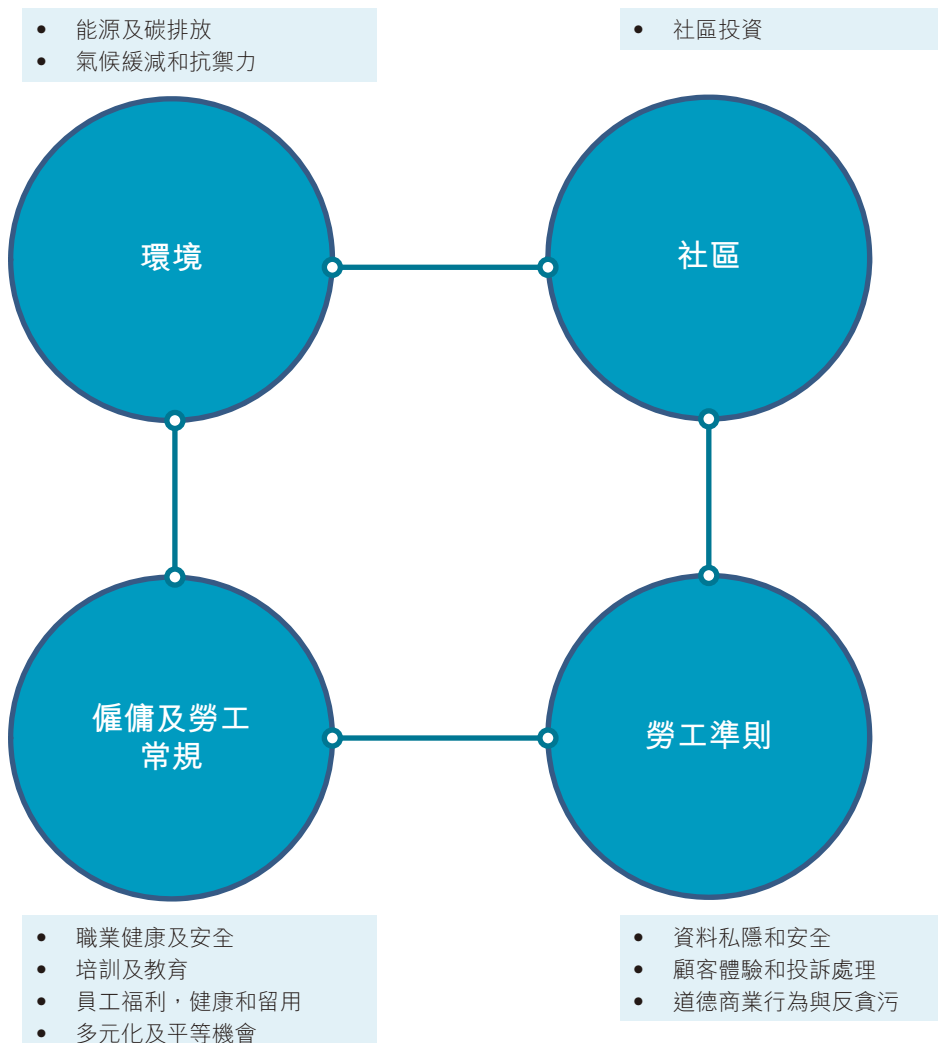 • 能源及碳排放
• 氣候緩減和抗禦力
• 社區投資
環境
社區
僱傭及勞工
常規
勞工準則
• 職業健康及安全
• 培訓及教育
• 員工福利，健康和留用
• 多元化及平等機會
• 資料私隱和安全
• 顧客體驗和投訴處理
• 道德商業行為與反貪污